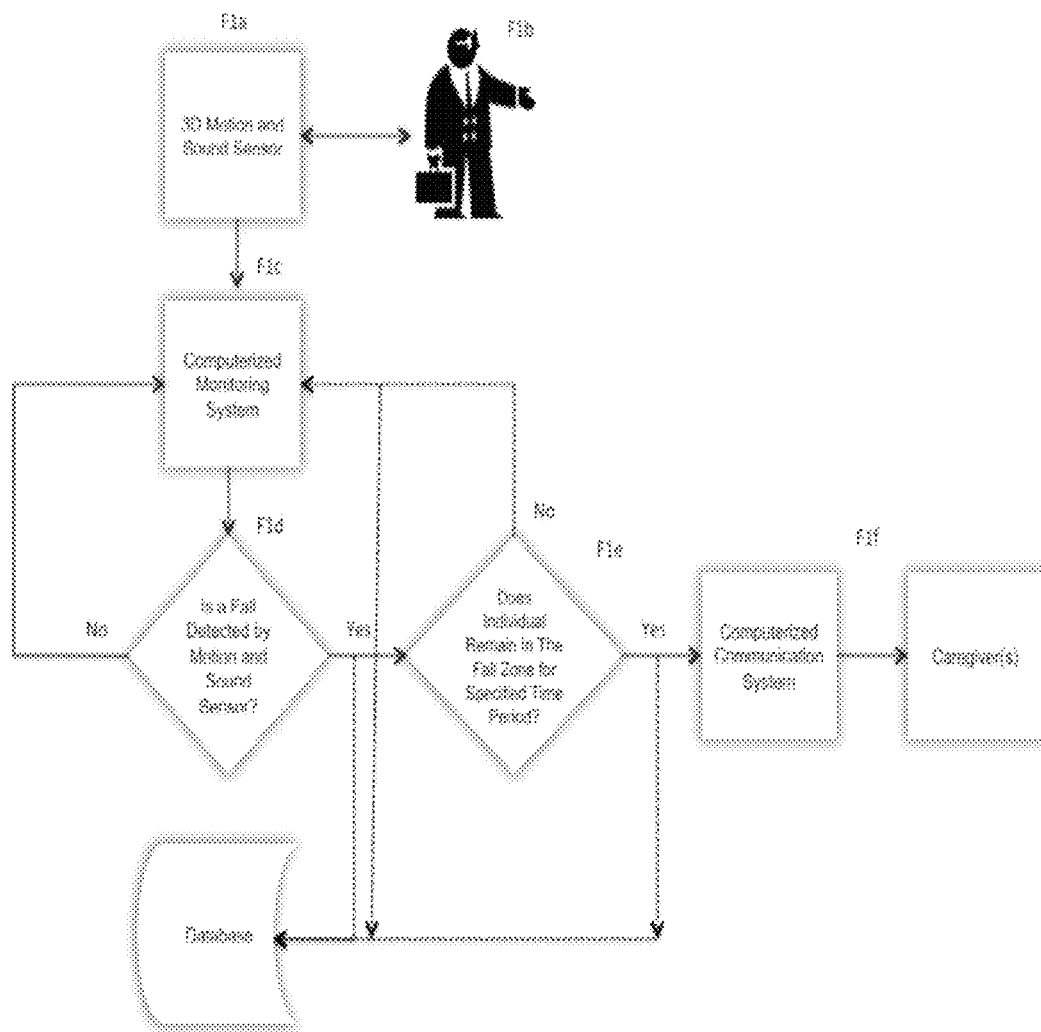 F1a
F1b
3D Motion and
Sound Sensor
F1c
Computerized
Monitoring
System
F1d
No
Is a Fall
Detected by
Motion and
Sound
Sensor?
Yes
No
F1e
Does
Individual
Remain in The
Fall Zone for
Specified Time
Period?
Yes
F1f
Computerized
Communication
System
Caregiver(s)
Database